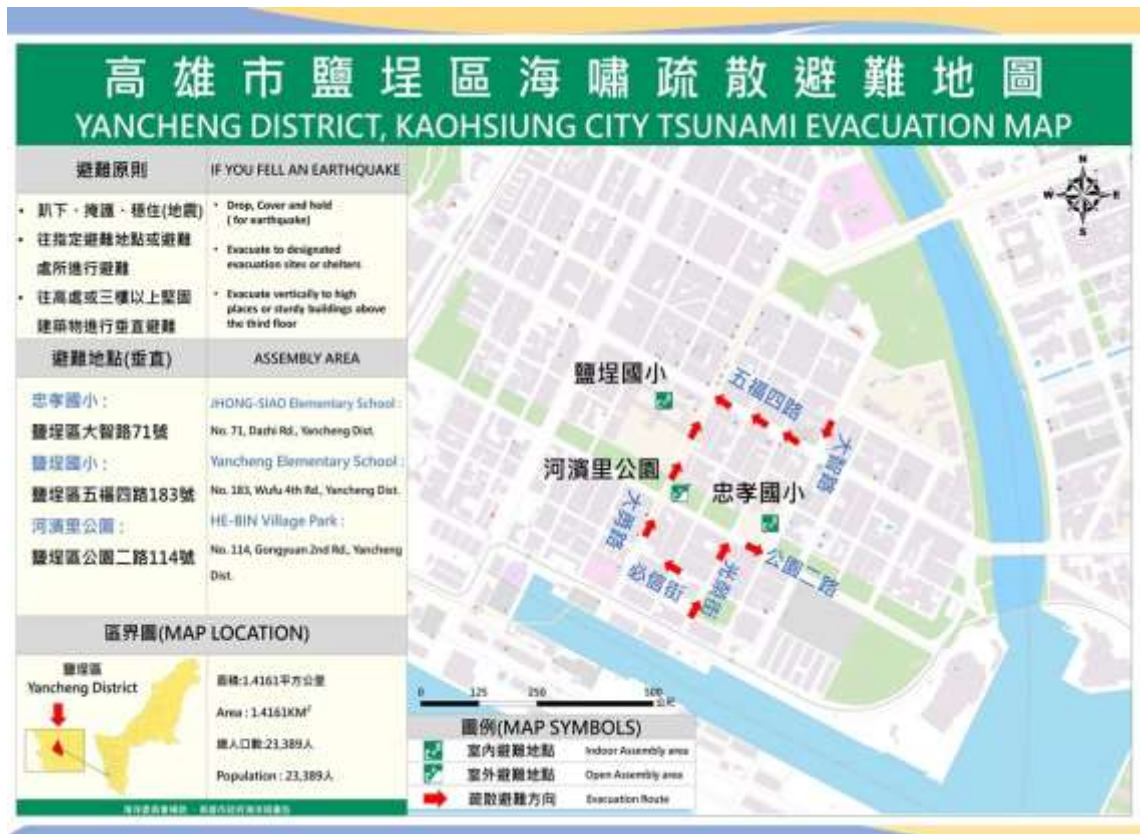 高雄市鹽埕區海嘯疏散避難地圖
YANCHENG DISTRICT, KAOHSIUNG CITY TSUNAMI EVACUATION MAP
避難原則
• 趴下、掩護、穩住(地震)
• 往指定避難地點或避難
處所進行避難
• 往高處或三樓以上堅固
建築物進行垂直避難
IF YOU FELL AN EARTHQUAKE
• Drop, Cover and hold
( for earthquake)
• Evacuate to designated
evacuation sites or shelters
• Evacuate vertically to high
places or sturdy buildings above
the third floor
避難地點(垂直)
忠孝國小：
鹽埕區大智路71號
鹽埕國小：
鹽埕區五福四路183號
河濱里公園：
鹽埕區公園二路114號
ASSEMBLY AREA
JHONG-SIAO Elementary School :
No. 71, Dazhi Rd., Yancheng Dist.
Yancheng Elementary School :
No. 183, Wufu 4th Rd., Yancheng Dist.
HE-BIN Village Park :
No. 114, Gongyuan 2nd Rd., Yancheng
Dist.
區界圖(MAP LOCATION)
鹽埕區
Yancheng District
面積:1.4161平方公里
Area : 1.4161KM²
總人口數:23,389人
Population : 23,389人
N
W E
S
鹽埕國小
五福四路
大智路
河濱里公園
忠孝國小
大勇路
公園二路
必信街
光榮街
0 125 250 500
公尺
圖例(MAP SYMBOLS)
室內避難地點 Indoor Assembly area
室外避難地點 Open Assembly area
疏散避難方向 Evacuation Route